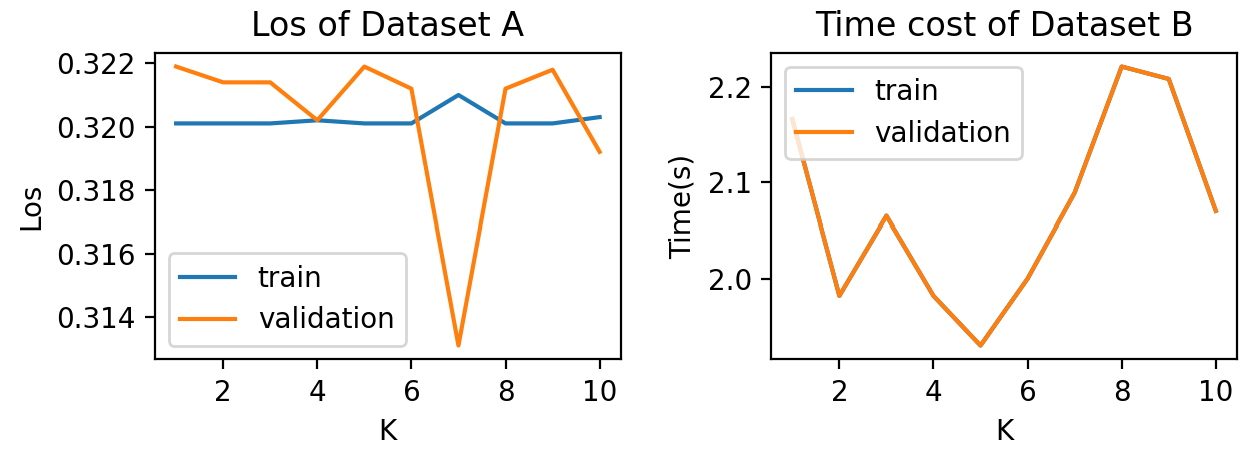 Los of Dataset A
Los
0.322
0.320
0.318
0.316
0.314
train
validation
2 4 6 8 10
K
Time cost of Dataset B
Time(s)
2.2
2.1
2.0
train
validation
2 4 6 8 10
K